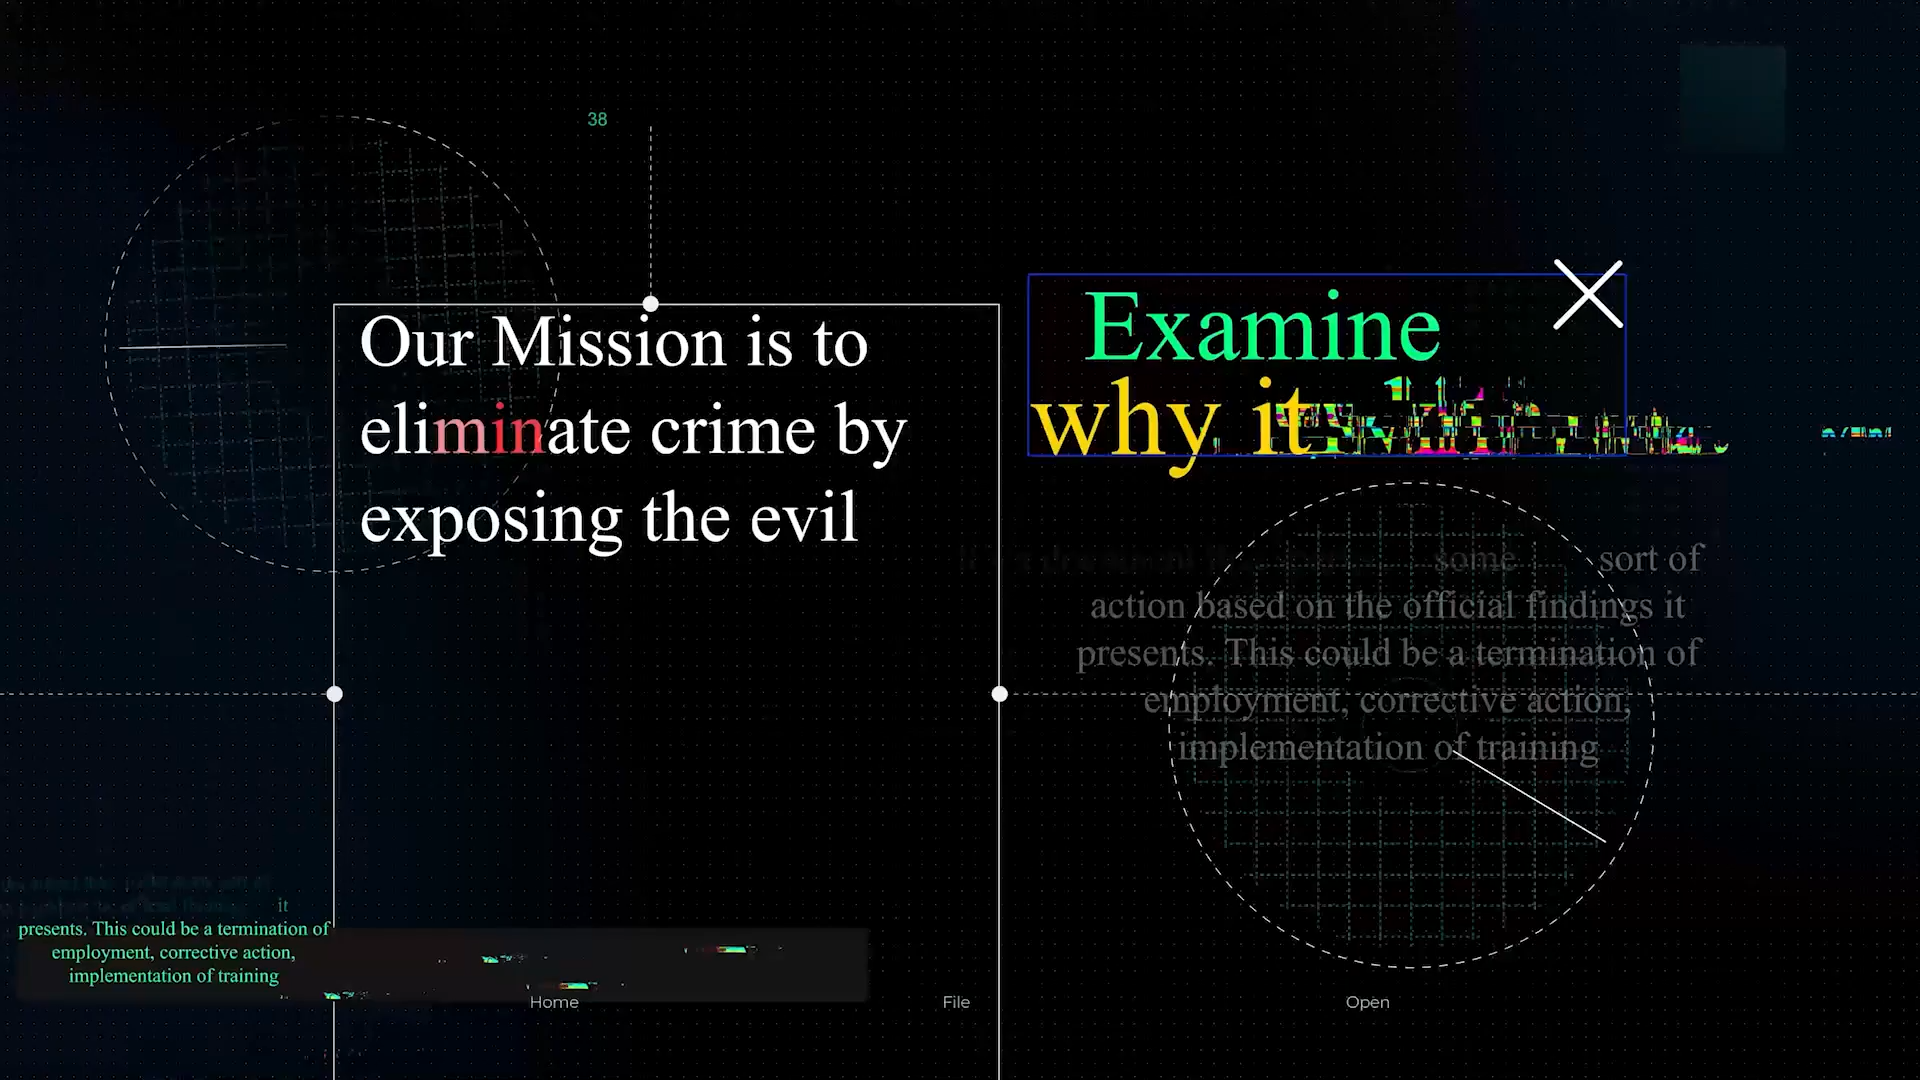 38
Our Mission is to
eliminate crime by
exposing the evil
Examine
why it
some sort of
action based on the official findings it
presents. This could be a termination of
employment, corrective action,
implementation of training
it
presents. This could be a termination of
employment, corrective action,
implementation of training
Home
File
Open